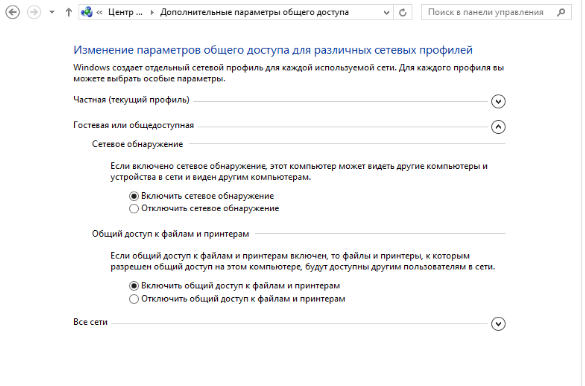 Центр ... Дополнительные параметры общего доступа Поиск в панели управления
Изменение параметров общего доступа для различных сетевых профилей
Windows создает отдельный сетевой профиль для каждой используемой сети. Для каждого профиля вы
можете выбрать особые параметры.
Частная (текущий профиль)
Гостевая или общедоступная
Сетевое обнаружение
Если включено сетевое обнаружение, этот компьютер может видеть другие компьютеры и
устройства в сети и виден другим компьютерам.
Включить сетевое обнаружение
Отключить сетевое обнаружение
Общий доступ к файлам и принтерам
Если общий доступ к файлам и принтерам включен, то файлы и принтеры, к которым
разрешен общий доступ на этом компьютере, будут доступны другим пользователям в сети.
Включить общий доступ к файлам и принтерам
Отключить общий доступ к файлам и принтерам
Все сети